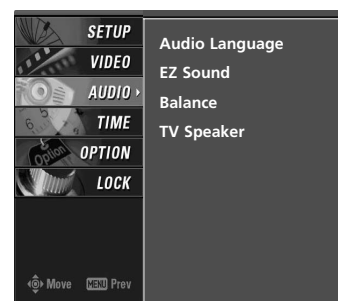 SETUP
VIDEO
AUDIO
TIME
OPTION
LOCK
Audio Language
EZ Sound
Balance
TV Speaker
Move MENU Prev